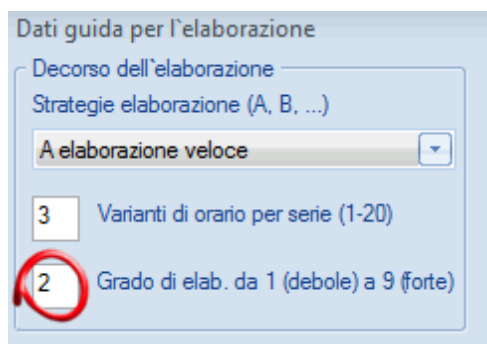 Dati guida per l`elaborazione
Decorso dell`elaborazione
Strategie elaborazione (A, B, ...)
A elaborazione veloce
3 Varianti di orario per serie (1-20)
2 Grado di elab. da 1 (debole) a 9 (forte)